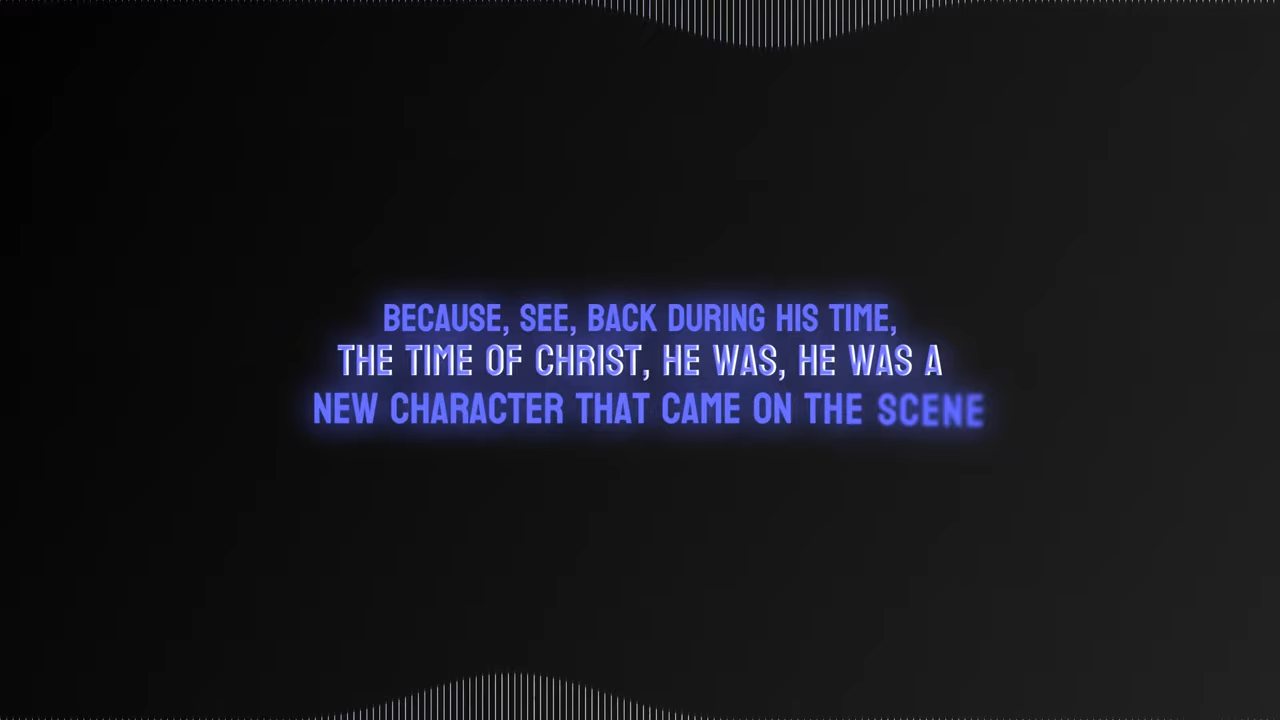 BECAUSE, SEE, BACK DURING HIS TIME,
THE TIME OF CHRIST, HE WAS, HE WAS A
NEW CHARACTER THAT CAME ON THE SCENE